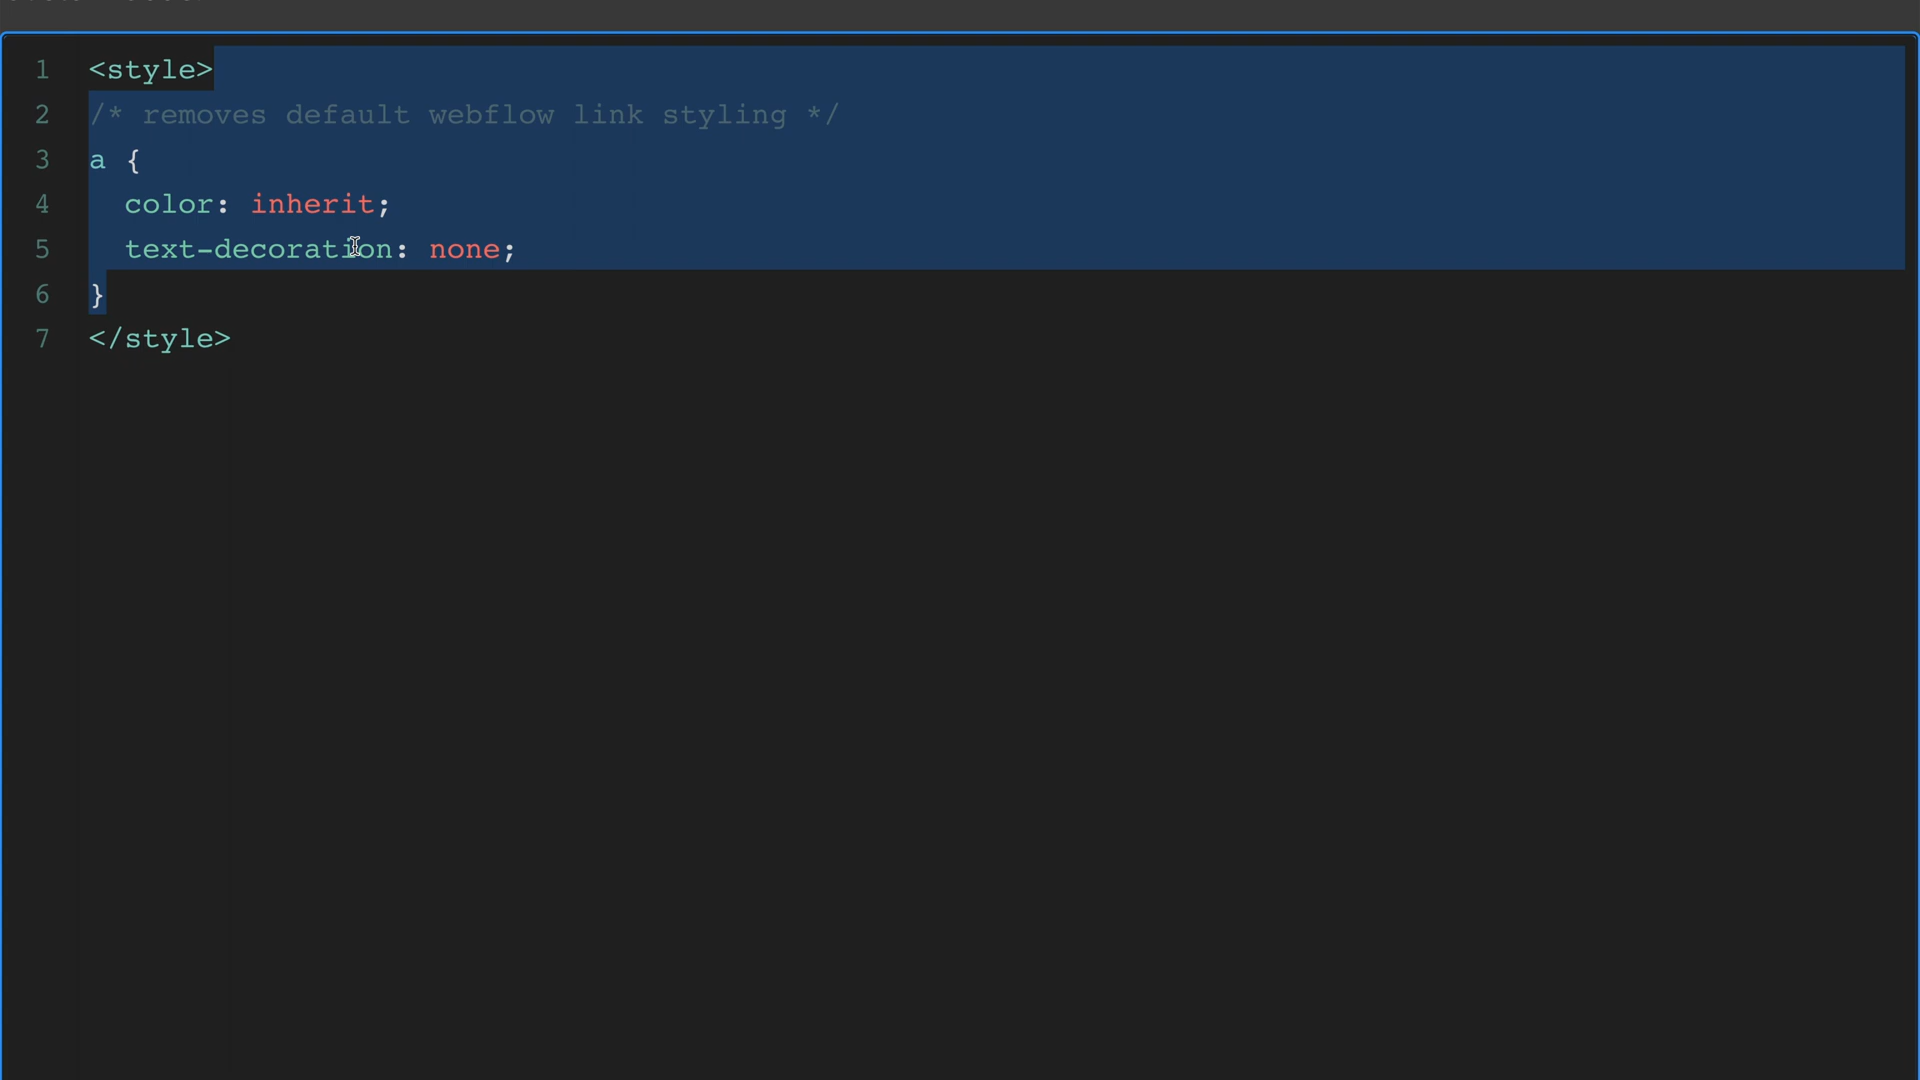 1 <style>
2 /* removes default webflow link styling */
3 a {
4   color: inherit;
5   text-decoration: none;
6 }
7 </style>